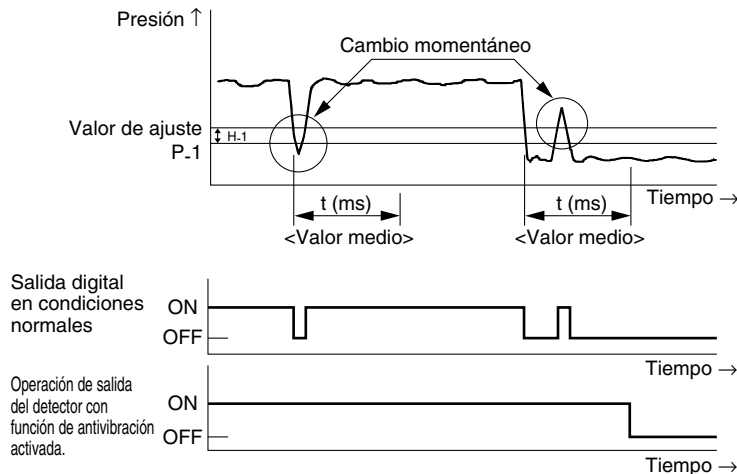 Presión ↑
Cambio momentáneo
Valor de ajuste
H-1
P-1
Tiempo →
t (ms)
t (ms)
<Valor medio>
<Valor medio>
Salida digital
en condiciones
normales
ON
OFF
Tiempo →
Operación de salida
del detector con
función de antivibración
activada.
ON
OFF
Tiempo →